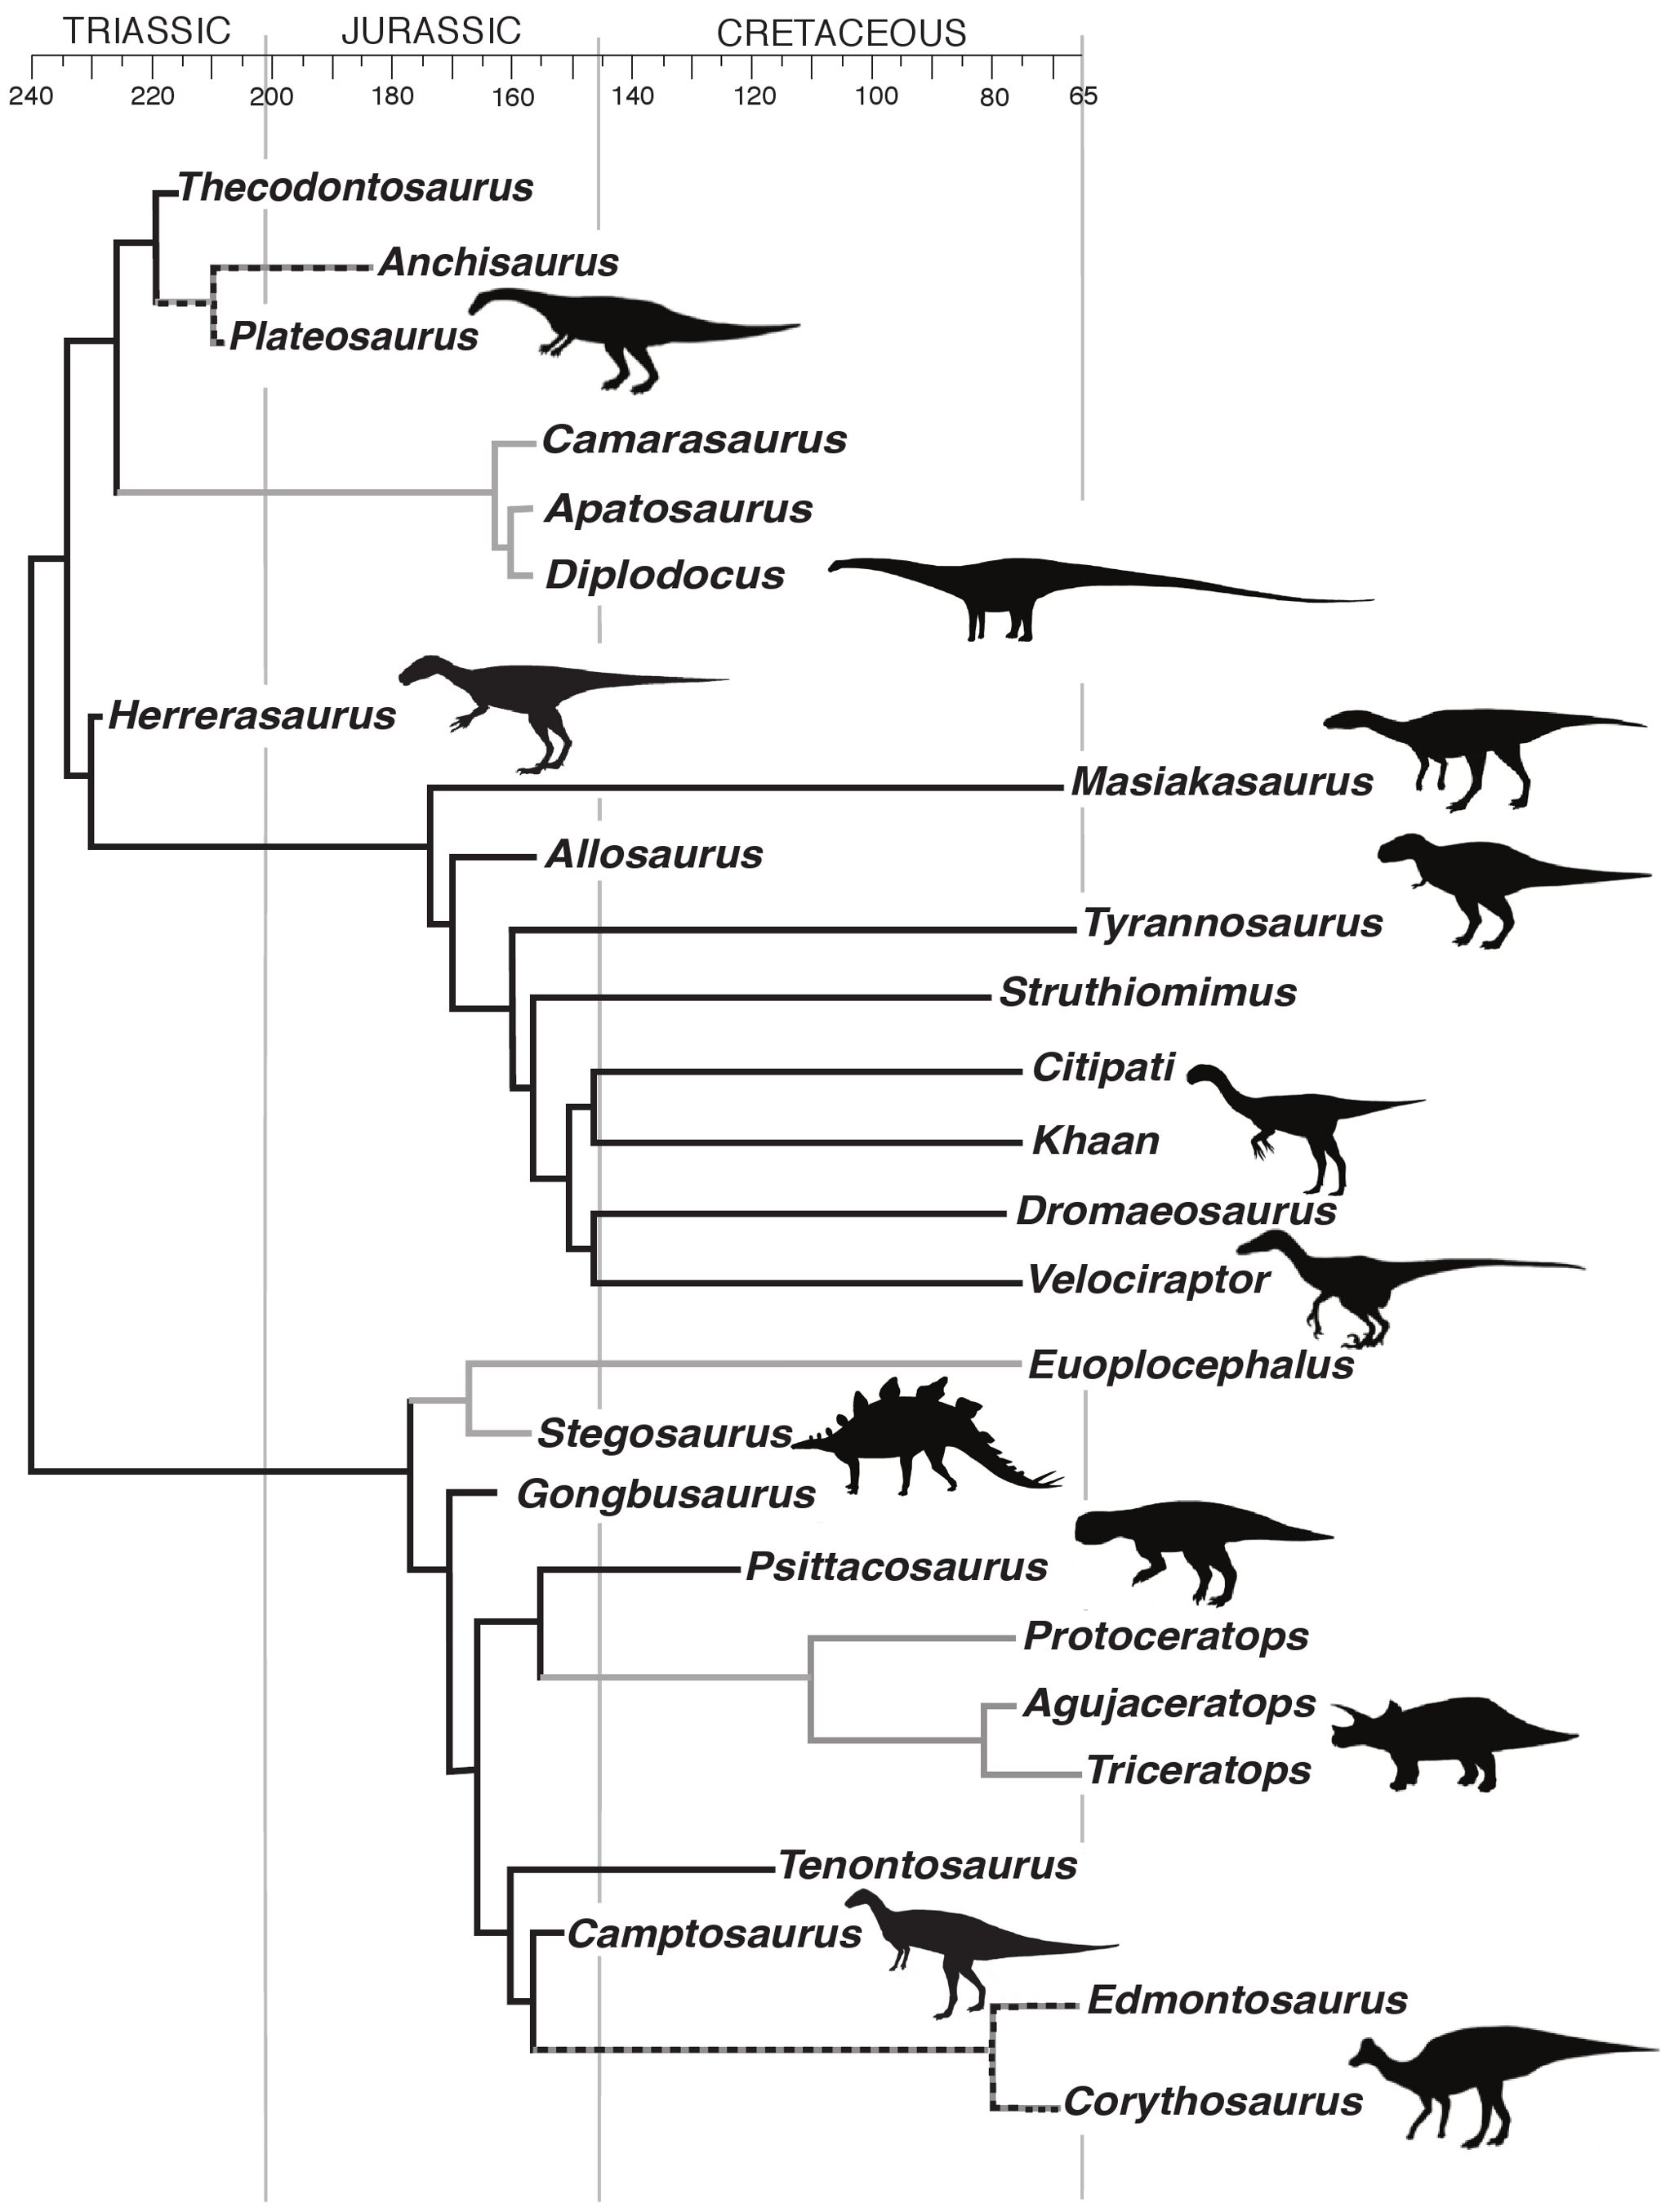 TRIASSIC JURASSIC CRETACEOUS
240 220 200 180 160 140 120 100 80 65
Thecodontosaurus
Anchisaurus
Plateosaurus
Camarasaurus
Apatosaurus
Diplodocus
Herrerasaurus
Masiakasaurus
Allosaurus
Tyrannosaurus
Struthiomimus
Citipati
Khaan
Dromaeosaurus
Velociraptor
Euoplocephalus
Stegosaurus
Gongbusaurus
Psittacosaurus
Protoceratops
Agujaceratops
Triceratops
Tenontosaurus
Camptosaurus
Edmontosaurus
Corythosaurus